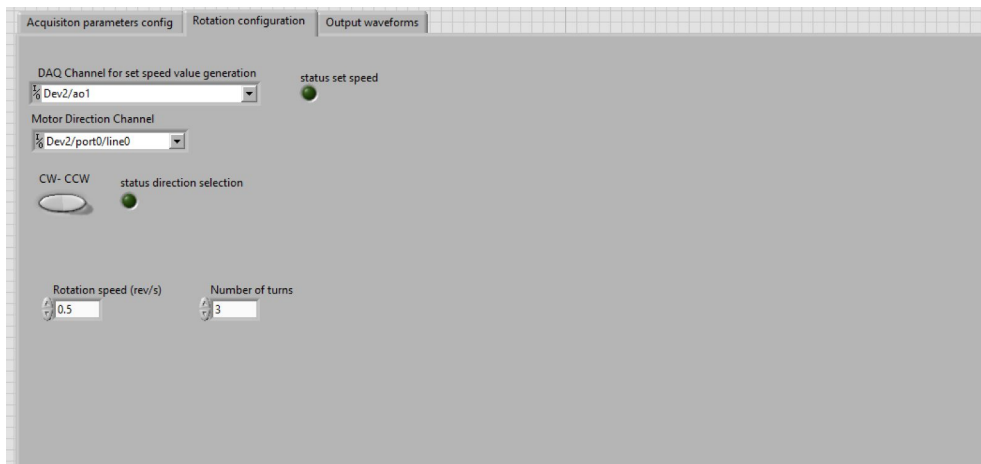 Acquisiton parameters config
Rotation configuration
Output waveforms
DAQ Channel for set speed value generation
status set speed
Dev2/ao1
Motor Direction Channel
Dev2/port0/line0
CW- CCW
status direction selection
Rotation speed (rev/s)
Number of turns
0.5
3